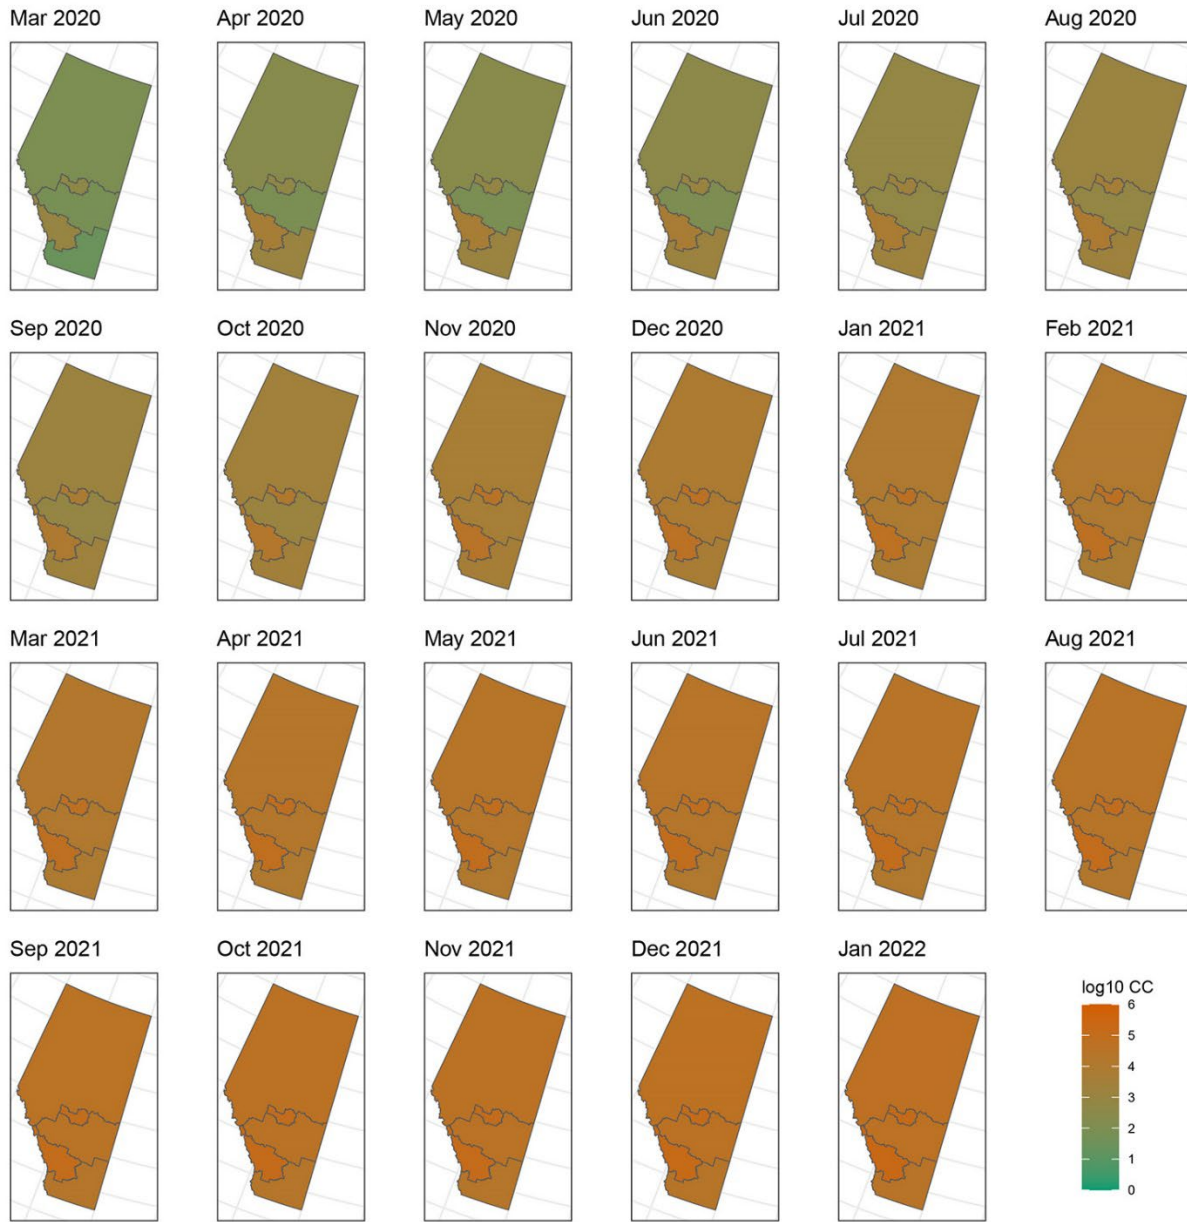 Mar 2020
Apr 2020
May 2020
Jun 2020
Jul 2020
Aug 2020
Sep 2020
Oct 2020
Nov 2020
Dec 2020
Jan 2021
Feb 2021
Mar 2021
Apr 2021
May 2021
Jun 2021
Jul 2021
Aug 2021
Sep 2021
Oct 2021
Nov 2021
Dec 2021
Jan 2022
log10 CC
6
5
4
3
2
1
0